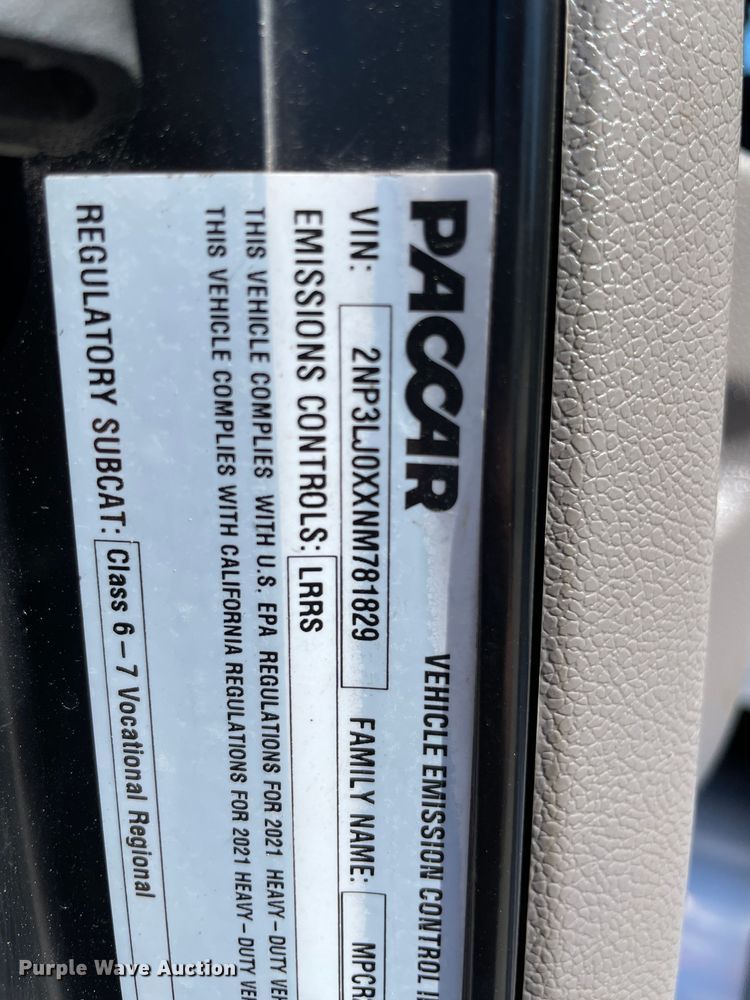 PACCAR
VEHICLE EMISSION CONTROL
VIN: 2NP3LJ0XXNM781829 FAMILY NAME:
EMISSIONS CONTROLS: LRRS
THIS VEHICLE COMPLIES WITH U.S. EPA REGULATIONS FOR 2021 HEAVY-DUTY
THIS VEHICLE COMPLIES WITH CALIFORNIA REGULATIONS FOR 2021 HEAVY-DUTY
REGULATORY SUBCAT: Class 6-7 Vocational Regional
Purple Wave Auction